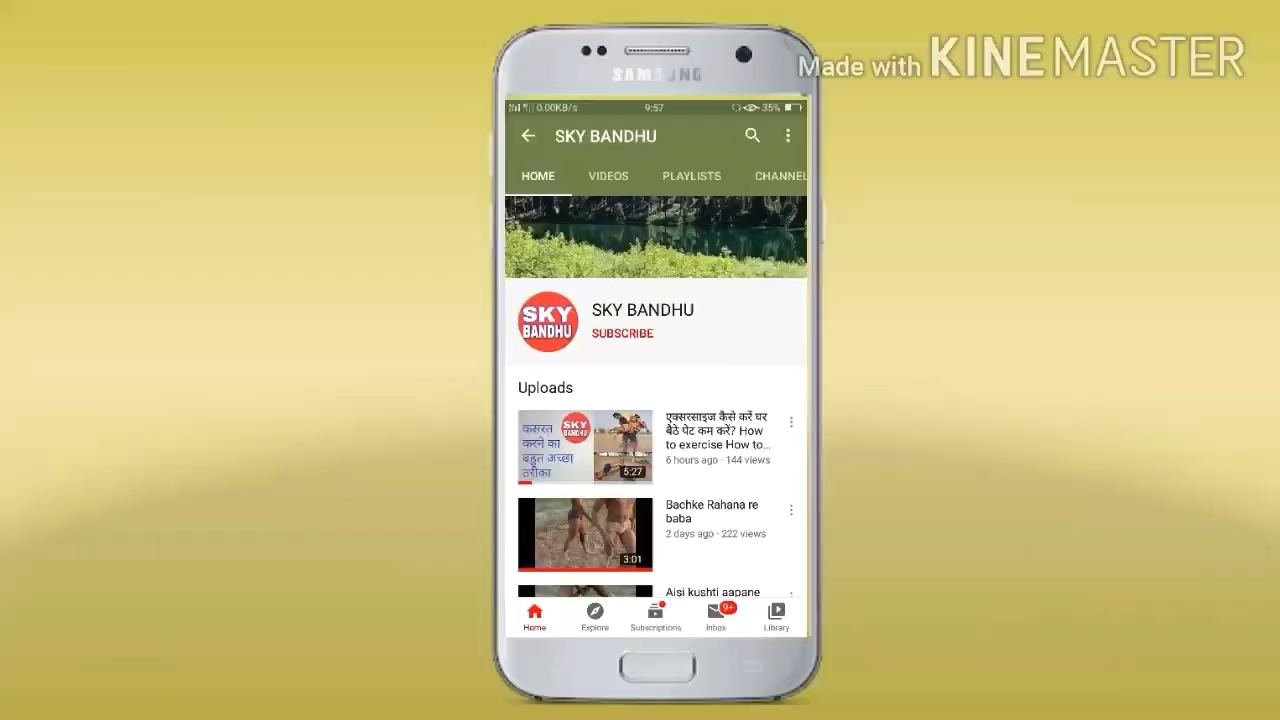 Made with KINEMASTER
SAMSUNG
0.00KB/s 9:57 35%
SKY BANDHU
HOME VIDEOS PLAYLISTS CHANNEL
SKY BANDHU
SKY BANDHU
SUBSCRIBE
Uploads
कसरत
करने का
बहुत अच्छा
तरीका
SKY
BANDHU
5:27
एक्सरसाइज कैसे करें घर
बैठे पेट कम करें? How
to exercise How to...
6 hours ago · 144 views
3:01
Bachke Rahana re
baba
2 days ago · 222 views
Aisi kushti aapane
9+
Home Explore Subscriptions Inbox Library